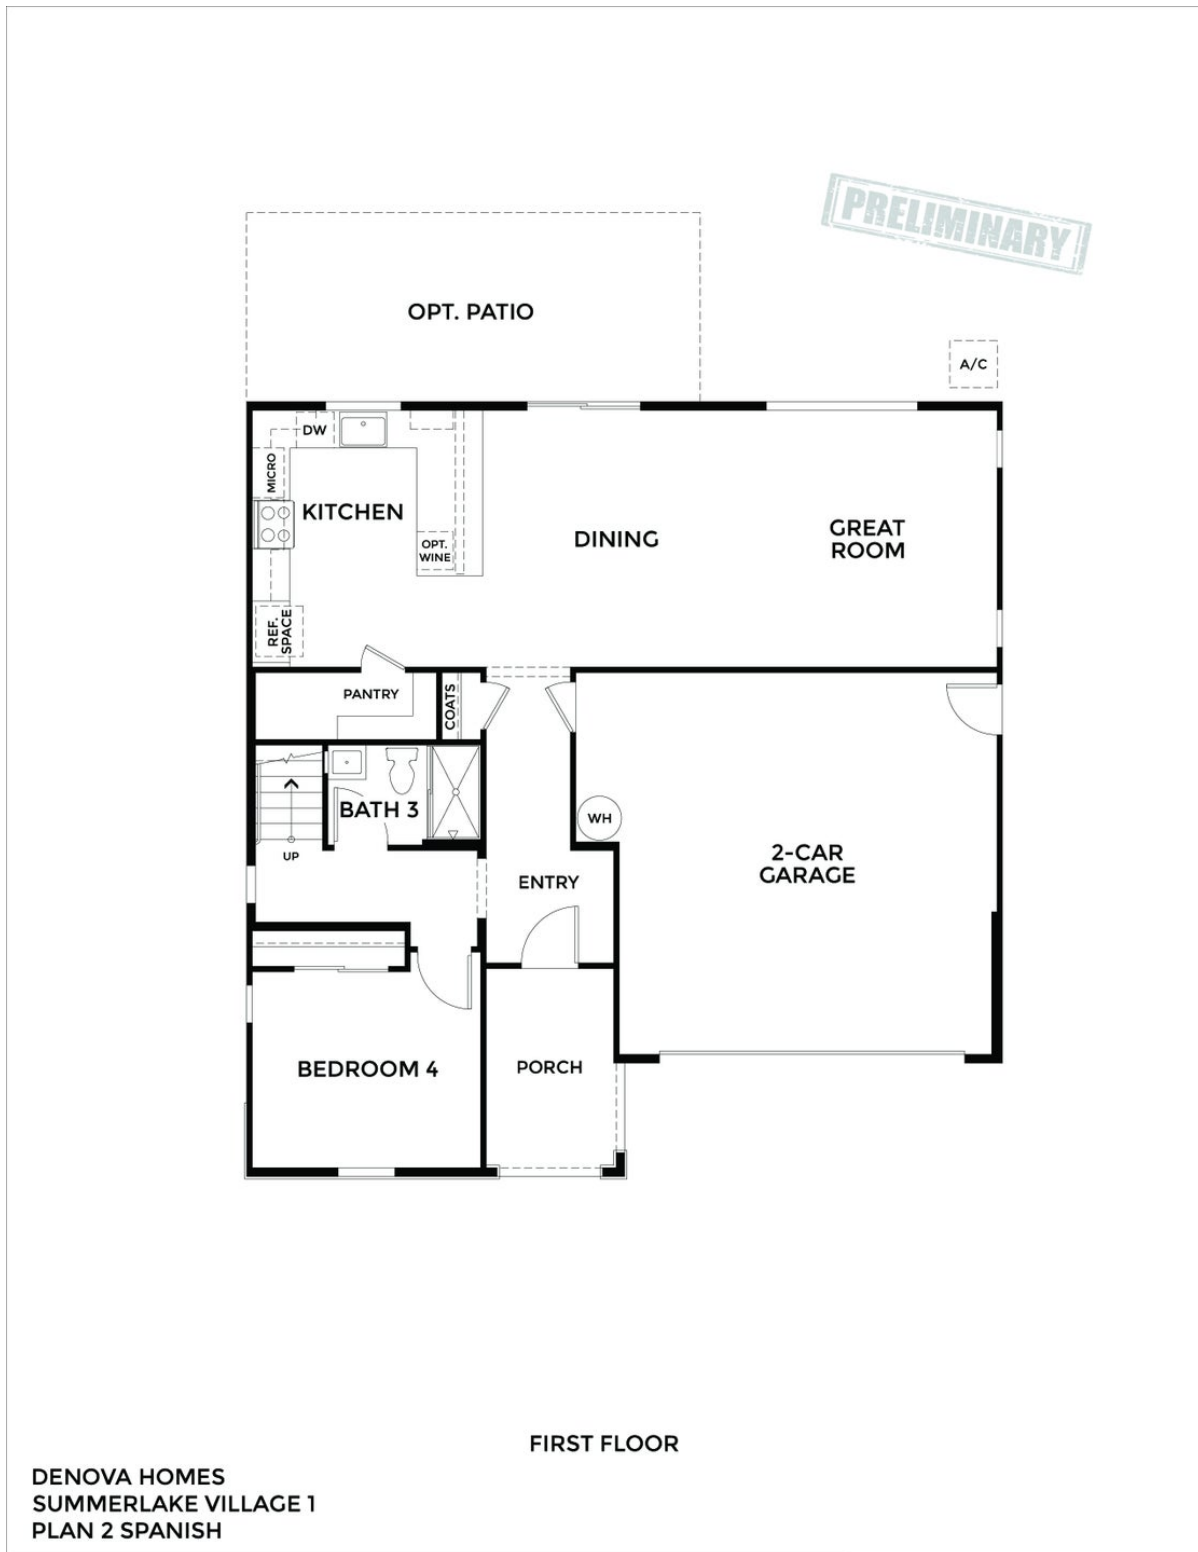 PRELIMINARY
OPT. PATIO
A/C
DW
MICRO
KITCHEN
OPT.
WINE
DINING
GREAT
ROOM
REF.
SPACE
PANTRY
COATS
BATH 3
UP
WH
2-CAR
GARAGE
ENTRY
BEDROOM 4
PORCH
FIRST FLOOR
DENOVA HOMES
SUMMERLAKE VILLAGE 1
PLAN 2 SPANISH